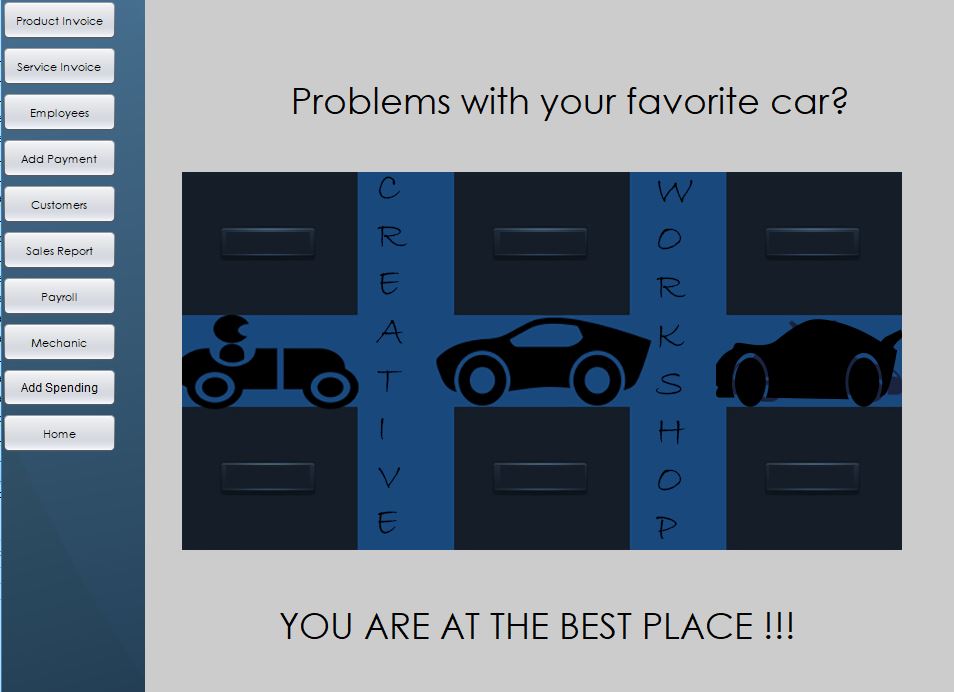 Product Invoice
Service Invoice
Employees
Add Payment
Customers
Sales Report
Payroll
Mechanic
Add Spending
Home
Problems with your favorite car?
CREATIVE
WORKSHOP
YOU ARE AT THE BEST PLACE !!!